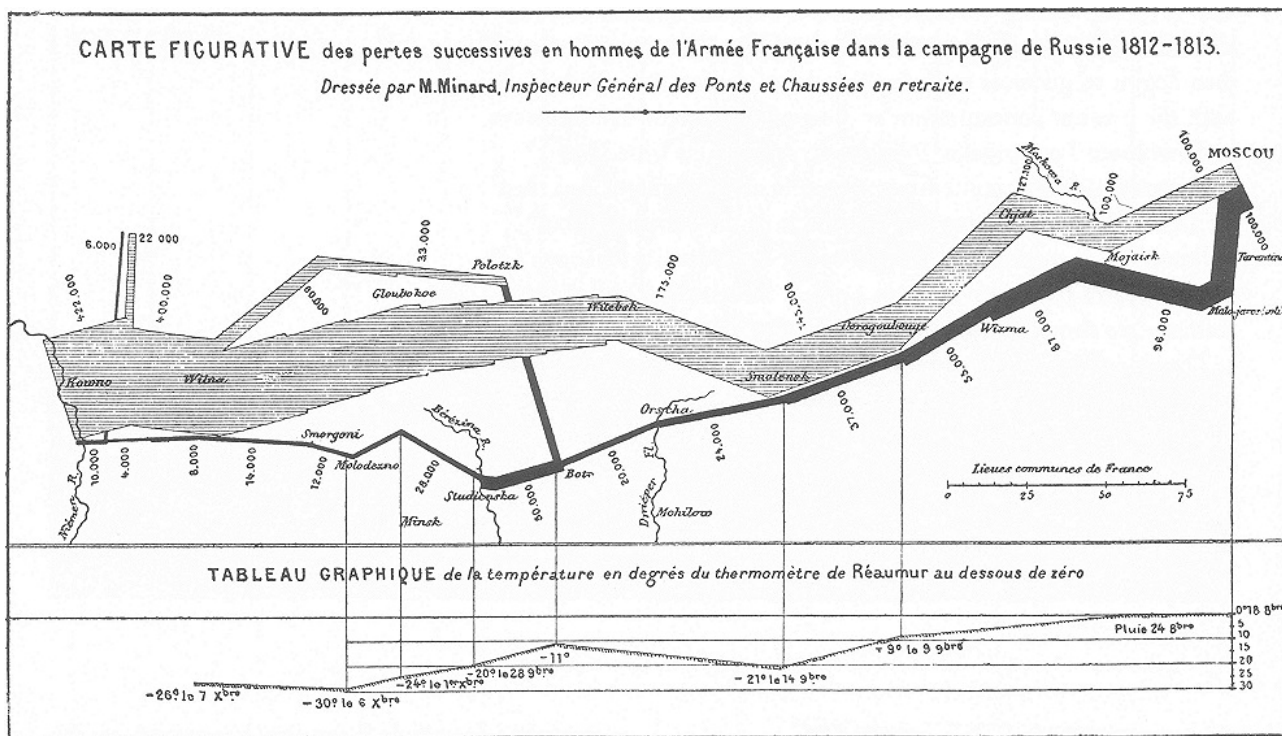 CARTE FIGURATIVE des pertes successives en hommes de l'Armée Française dans la campagne de Russie 1812-1813.
Dressée par M.Minard, Inspecteur Général des Ponts et Chaussées en retraite.
MOSCOU
100.000
Moskowa R.
127.100
100.000
Chjat
Mojaisk
100.000
Tarentino
Malo-jaroslwli
6.000
22 000
33.000
Polotzk
422.000
400.000
60.000
Gloubokoe
Witebsk
175.000
145.000
Dorogoubouge
Wizma
87.000
96.000
Kowno
Wilna
Smolensk
55.000
37.000
Orscha
24.000
Bérézina R.
Smorgoni
Molodezno
10.000
4.000
8.000
14.000
12.000
28.000
Studienska
50.000
Botr
20.000
Niémen R.
Minsk
Dniéper Fl.
Mohilow
Lieues communes de France
0 25 50 75
TABLEAU GRAPHIQUE de la température en degrés du thermomètre de Réaumur au dessous de zéro
0°18 8bre
5
10
15
20
25
30
Pluie 24 8bre
-9° le 9 9bre
-21° le 14 9bre
-11°
-20° le 28 9bre
-24° le 1er Xbre
-30° le 6 Xbre
-26° le 7 Xbre